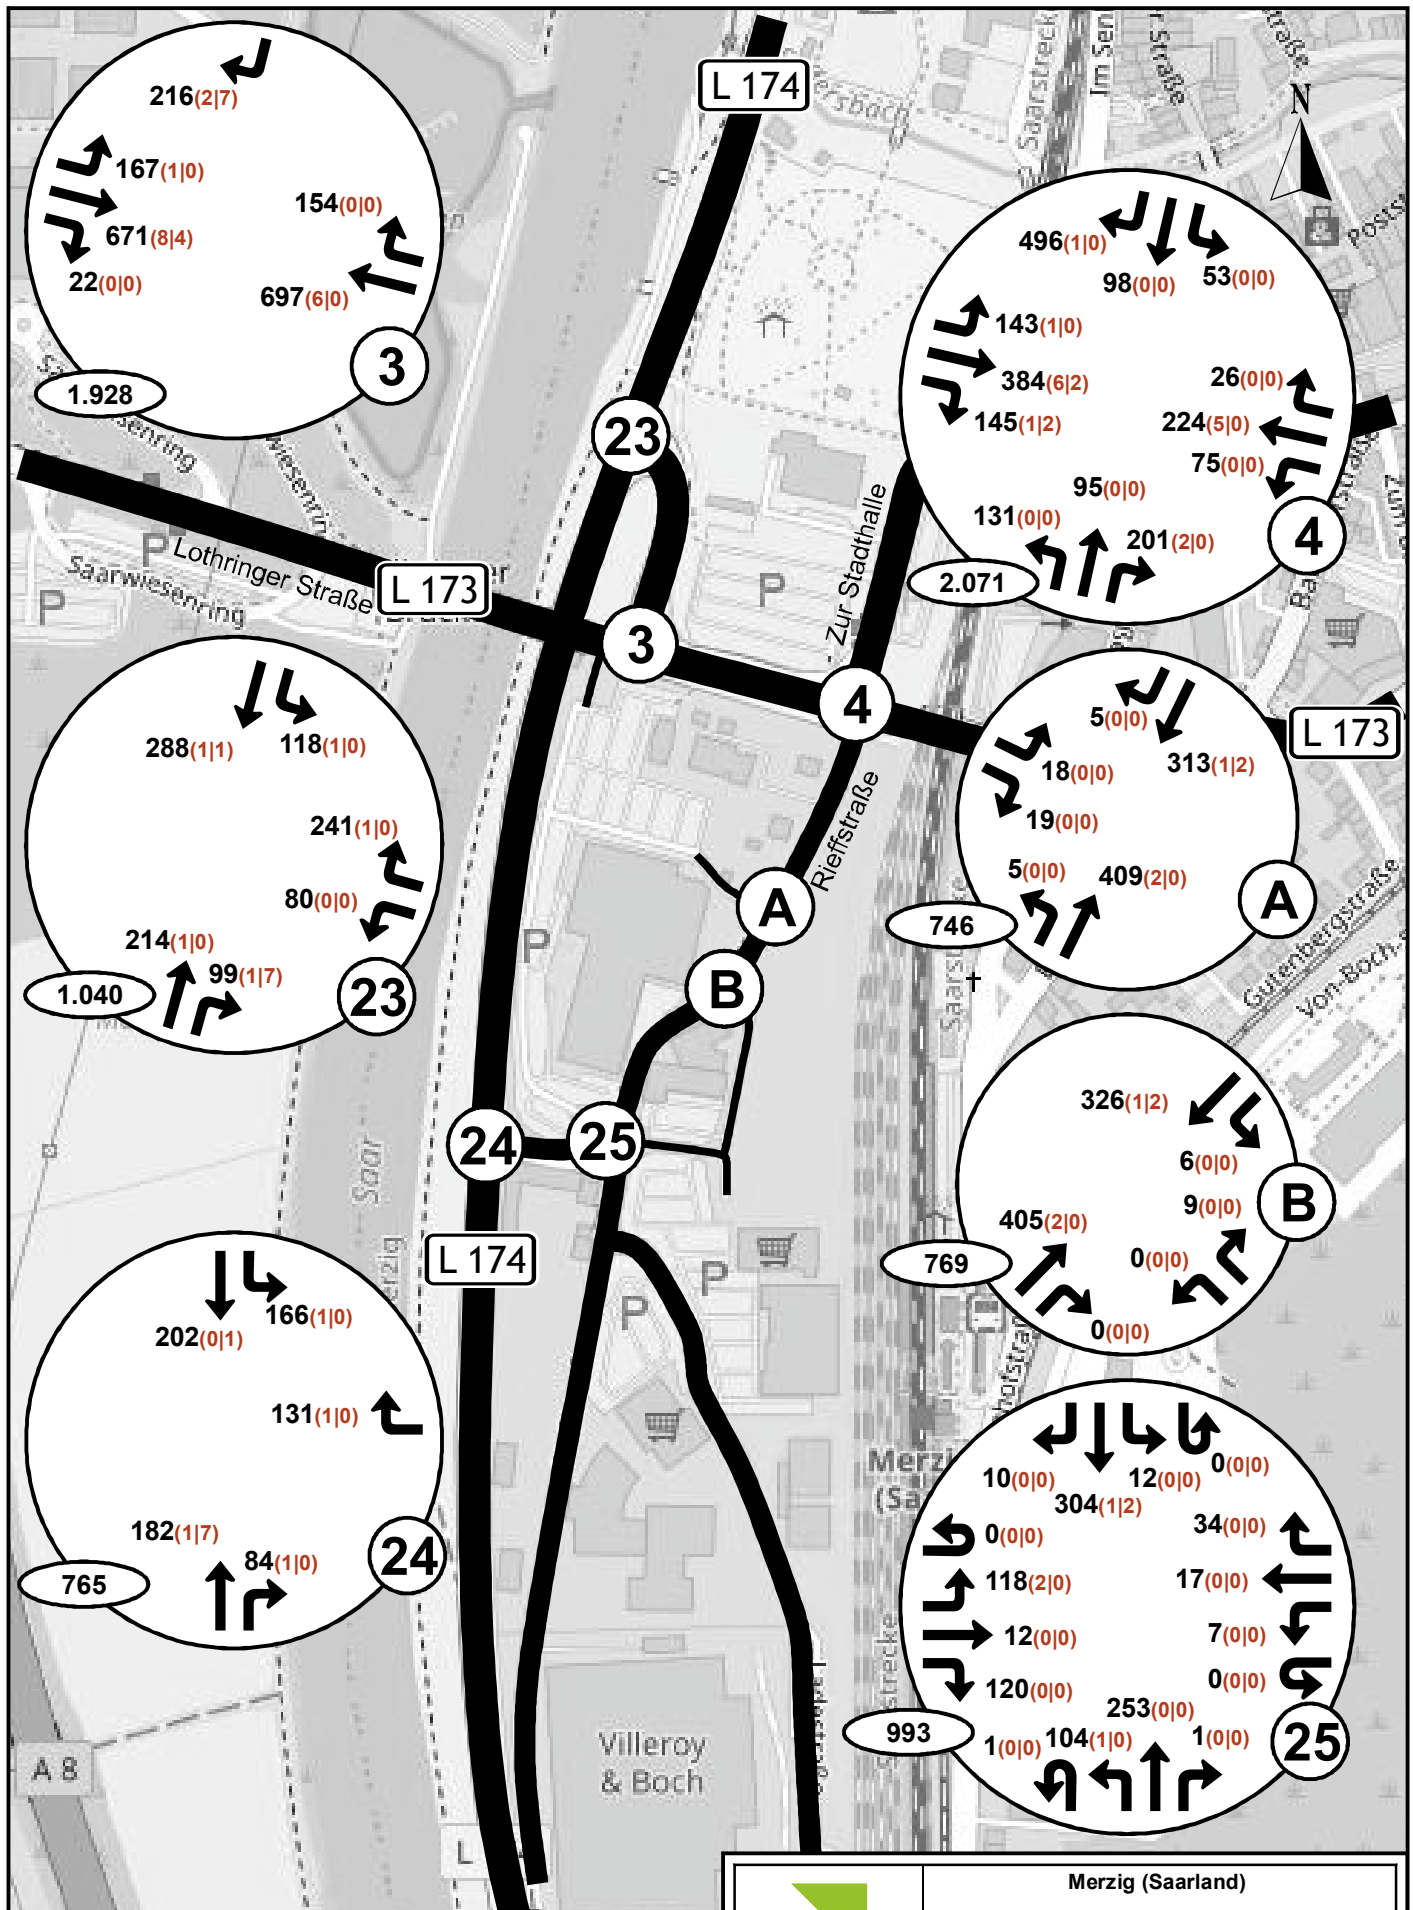 L 174
N
216(2|7)
167(1|0)
671(8|4)
22(0|0)
154(0|0)
697(6|0)
3
1.928
496(1|0)
98(0|0)
53(0|0)
143(1|0)
384(6|2)
145(1|2)
26(0|0)
224(5|0)
75(0|0)
95(0|0)
131(0|0)
201(2|0)
4
2.071
23
Im Sen
Saarstrecke
Posts
Lothringer Straße
L 173
Saarwiesenring
P
P
P
Zur Stadthalle
3
4
L 173
288(1|1)
118(1|0)
241(1|0)
80(0|0)
214(1|0)
99(1|7)
23
1.040
5(0|0)
313(1|2)
18(0|0)
19(0|0)
5(0|0)
409(2|0)
A
746
Rieffstraße
A
B
P
Gutenbergstraße
Von-Boch-
326(1|2)
6(0|0)
9(0|0)
405(2|0)
0(0|0)
0(0|0)
B
769
24
25
Saar
L 174
P
P
202(0|1)
166(1|0)
131(1|0)
182(1|7)
84(1|0)
24
765
Merzi
(Sa
10(0|0)
304(1|2)
12(0|0)
0(0|0)
0(0|0)
118(2|0)
12(0|0)
120(0|0)
34(0|0)
17(0|0)
7(0|0)
0(0|0)
253(0|0)
1(0|0)
104(1|0)
1(0|0)
25
993
A 8
Villeroy
& Boch
L
Merzig (Saarland)